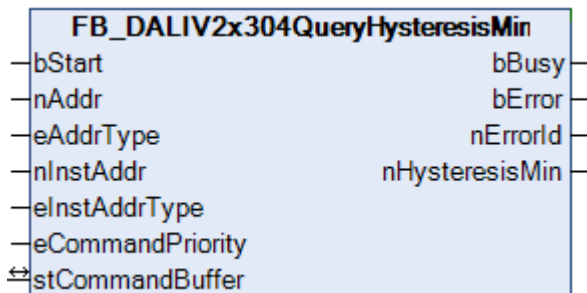 FB_DALIV2x304QueryHysteresisMin
bStart bBusy
nAddr bError
eAddrType nErrorId
nInstAddr nHysteresisMin
eInstAddrType
eCommandPriority
stCommandBuffer